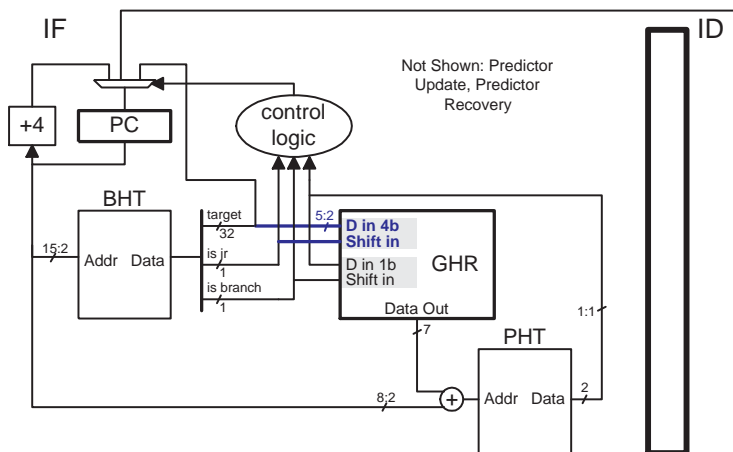 IF
ID
Not Shown: Predictor
Update, Predictor
Recovery
+4
PC
control
logic
BHT
target
32
5:2
D in 4b
Shift in
GHR
15:2
Addr
Data
is jr
1
D in 1b
Shift in
is branch
1
Data Out
7
1:1
PHT
8:2
+
Addr
Data
2